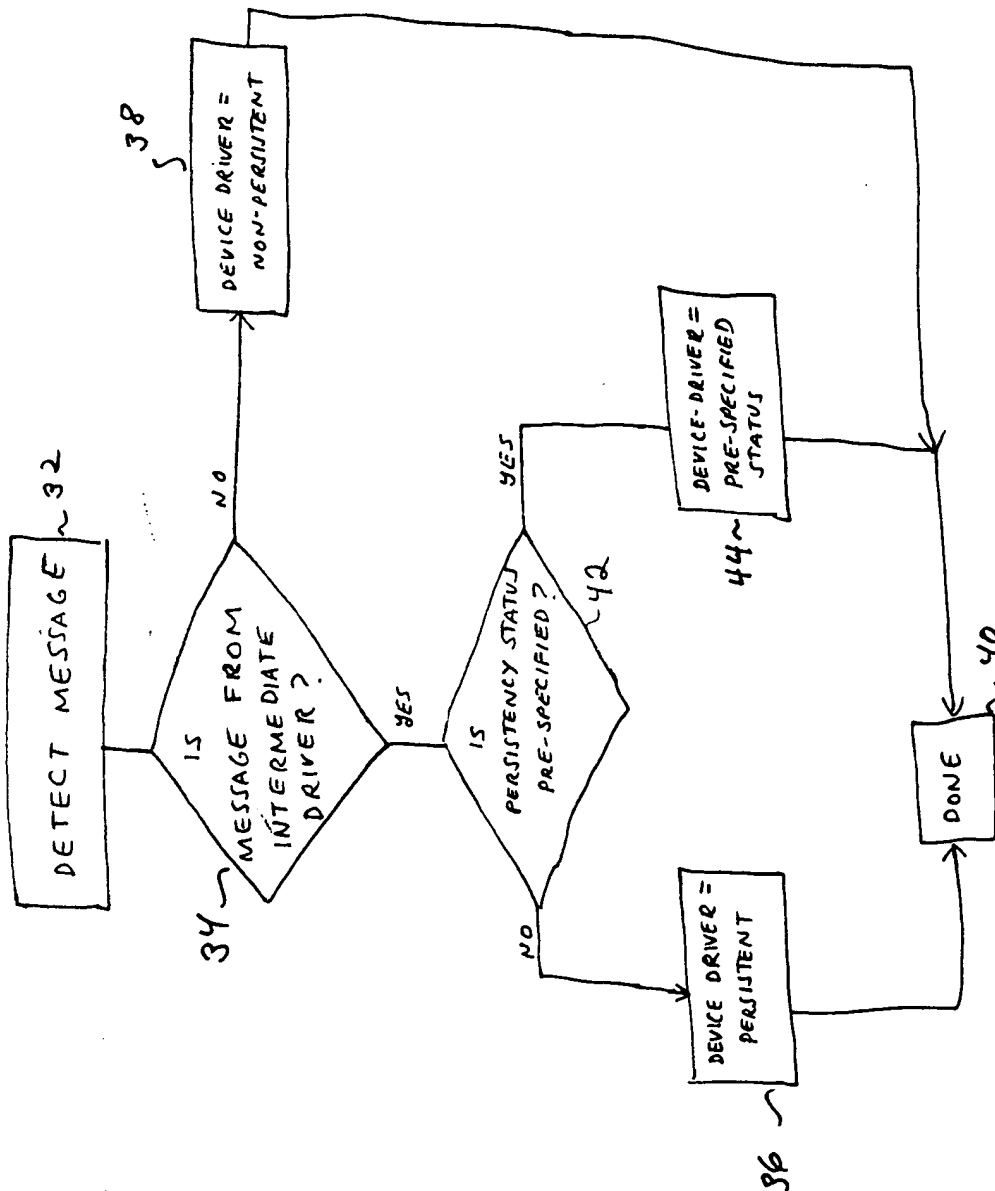 DETECT MESSAGE ~ 32
34
IS
MESSAGE FROM
INTERMEDIATE
DRIVER?
NO
38
DEVICE DRIVER =
NON-PERSISTENT
YES
IS
PERSISTENCY STATUS
PRE-SPECIFIED?
42
NO
YES
36
DEVICE DRIVER =
PERSISTENT
44
DEVICE-DRIVER =
PRE-SPECIFIED
STATUS
DONE
40